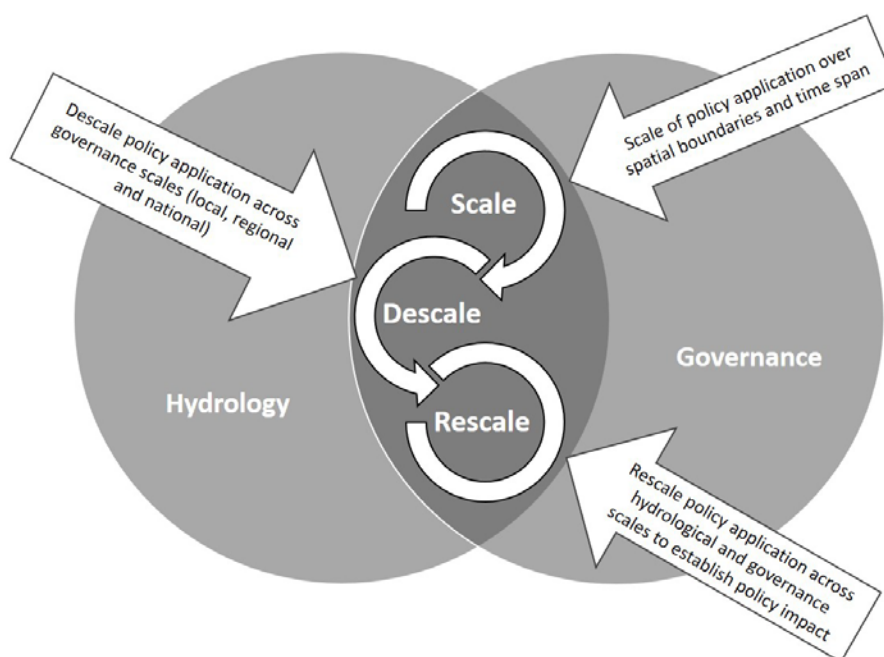 Descale policy application across
governance scales (local, regional
and national)
Scale of policy application over
spatial boundaries and time span
Scale
Descale
Rescale
Hydrology
Governance
Rescale policy application across
hydrological and governance
scales to establish policy impact